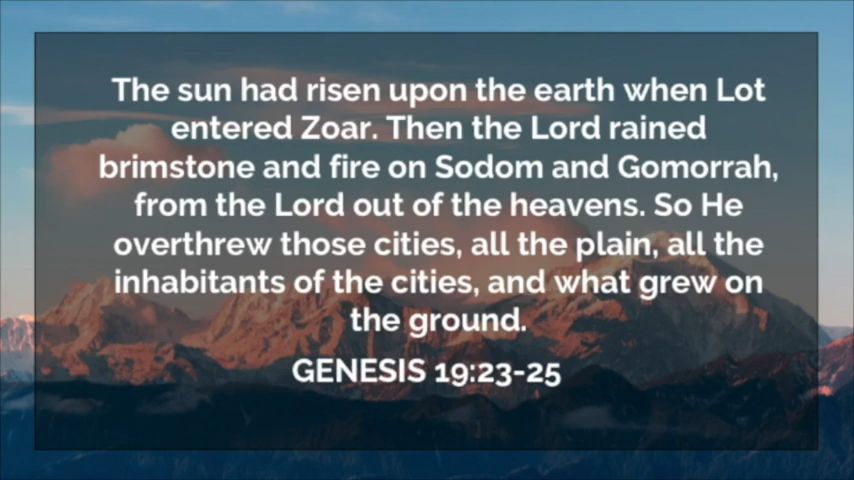 The sun had risen upon the earth when Lot
entered Zoar. Then the Lord rained
brimstone and fire on Sodom and Gomorrah,
from the Lord out of the heavens. So He
overthrew those cities, all the plain, all the
inhabitants of the cities, and what grew on
the ground.
GENESIS 19:23-25